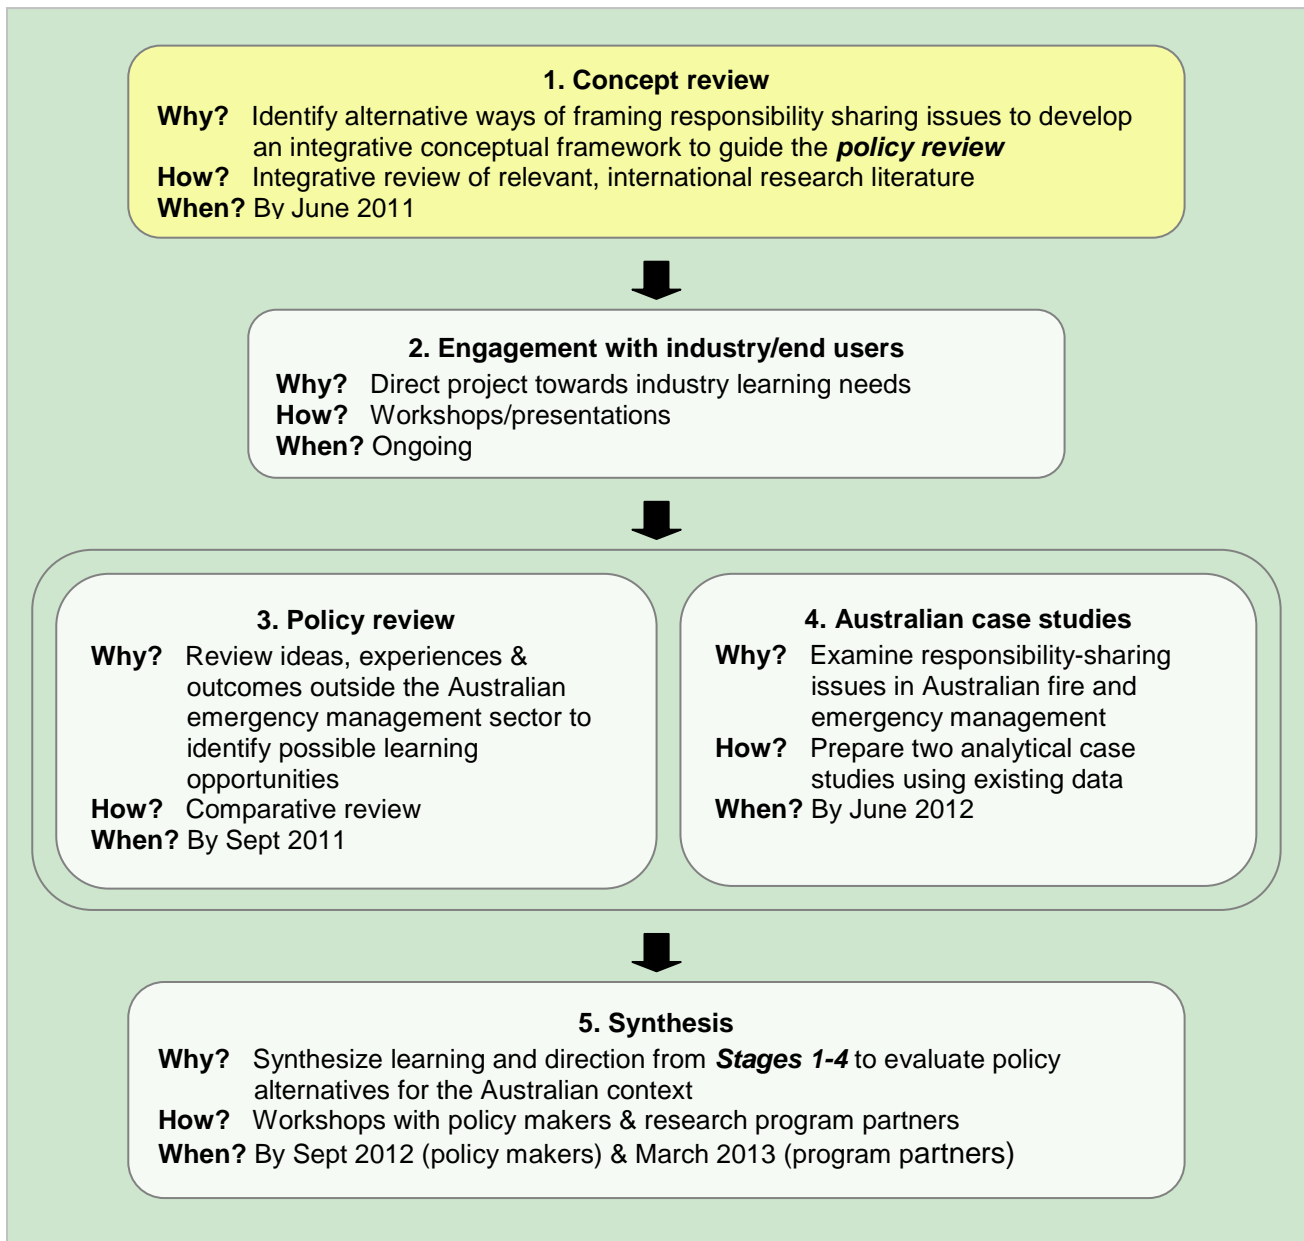 1. Concept review
Why? Identify alternative ways of framing responsibility sharing issues to develop
an integrative conceptual framework to guide the policy review
How? Integrative review of relevant, international research literature
When? By June 2011
2. Engagement with industry/end users
Why? Direct project towards industry learning needs
How? Workshops/presentations
When? Ongoing
3. Policy review
Why? Review ideas, experiences &
outcomes outside the Australian
emergency management sector to
identify possible learning
opportunities
How? Comparative review
When? By Sept 2011
4. Australian case studies
Why? Examine responsibility-sharing
issues in Australian fire and
emergency management
How? Prepare two analytical case
studies using existing data
When? By June 2012
5. Synthesis
Why? Synthesize learning and direction from Stages 1-4 to evaluate policy
alternatives for the Australian context
How? Workshops with policy makers & research program partners
When? By Sept 2012 (policy makers) & March 2013 (program partners)